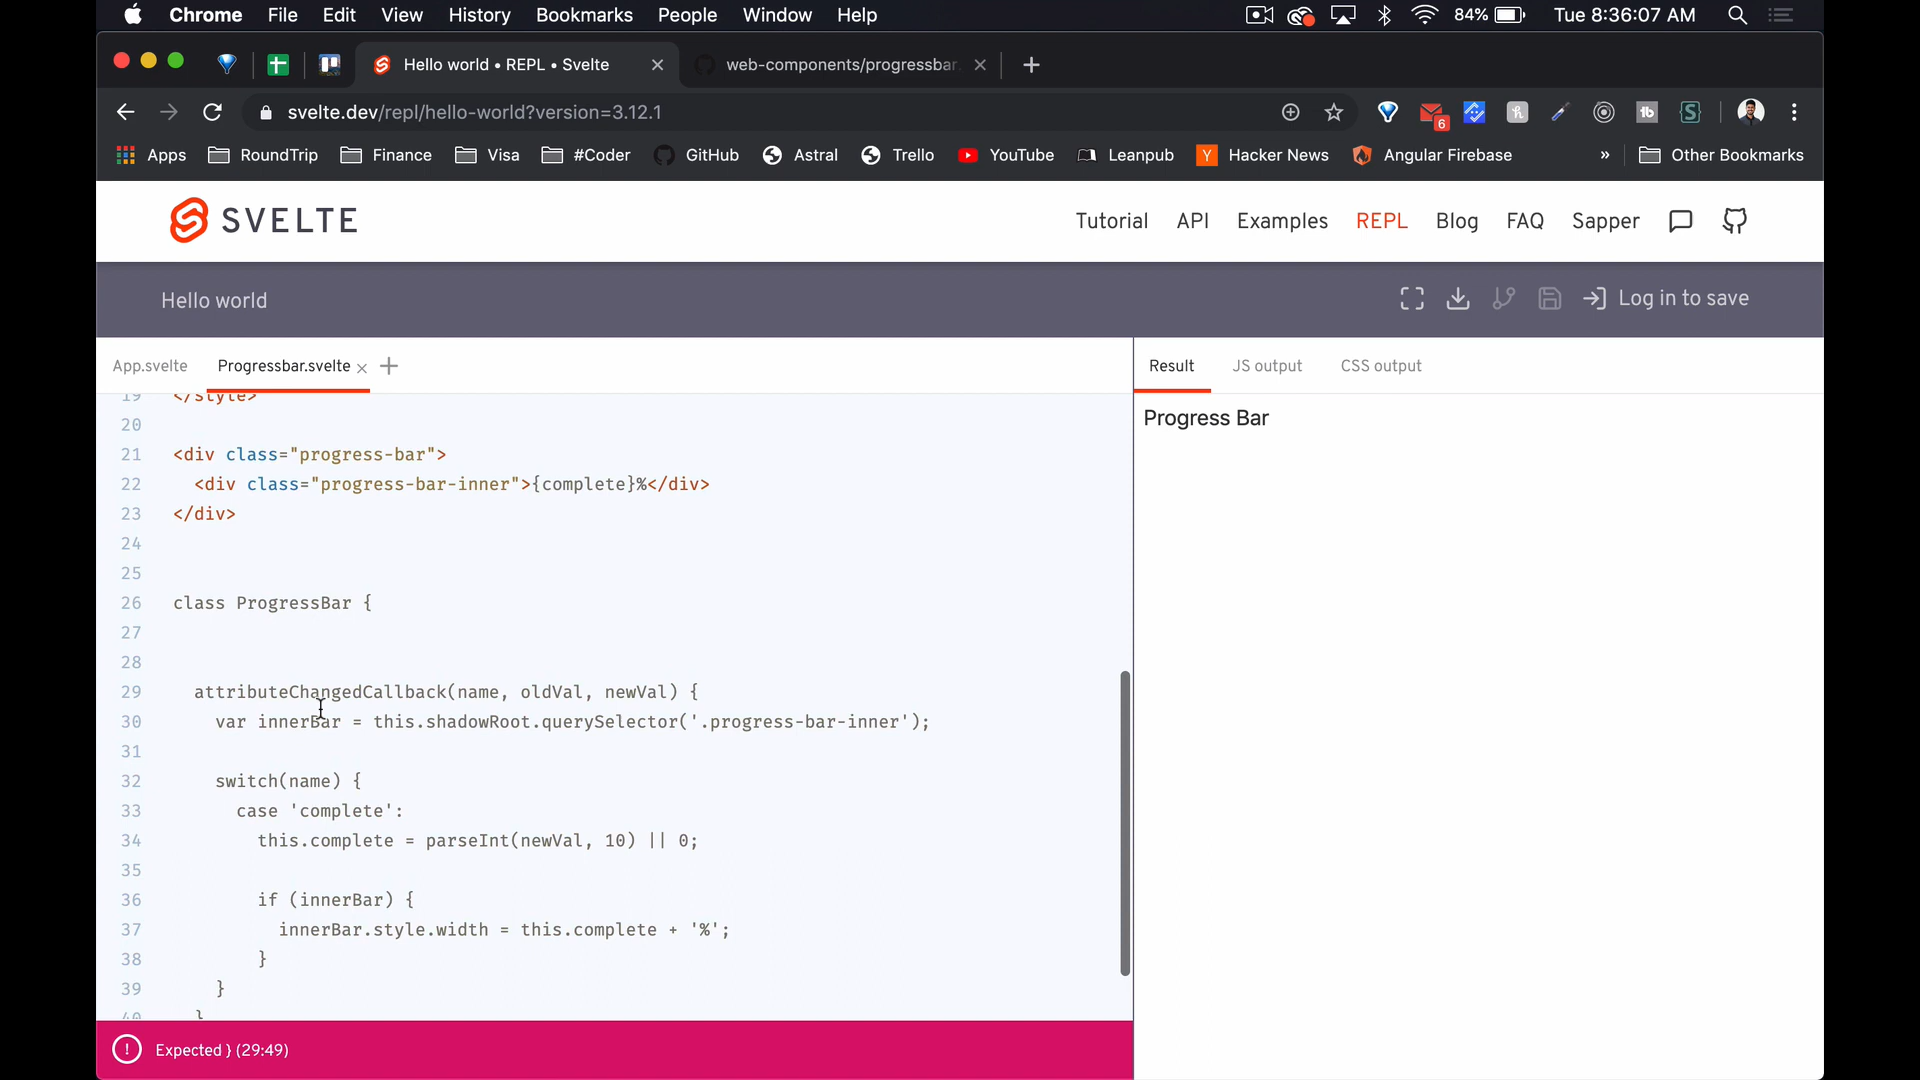 Chrome File Edit View History Bookmarks People Window Help 84% Tue 8:36:07 AM
Hello world • REPL • Svelte web-components/progressbar.
svelte.dev/repl/hello-world?version=3.12.1 6 tb
Apps RoundTrip Finance Visa #Coder GitHub Astral Trello YouTube Leanpub Hacker News Angular Firebase » Other Bookmarks
SVELTE Tutorial API Examples REPL Blog FAQ Sapper
Hello world Log in to save
App.svelte Progressbar.svelte Result JS output CSS output
Progress Bar
19 </style>
20
21 <div class="progress-bar">
22 <div class="progress-bar-inner">{complete}%</div>
23 </div>
24
25
26 class ProgressBar {
27
28
29 attributeChangedCallback(name, oldVal, newVal) {
30 var innerBar = this.shadowRoot.querySelector('.progress-bar-inner');
31
32 switch(name) {
33 case 'complete':
34 this.complete = parseInt(newVal, 10) || 0;
35
36 if (innerBar) {
37 innerBar.style.width = this.complete + '%';
38 }
39 }
40 }
Expected } (29:49)